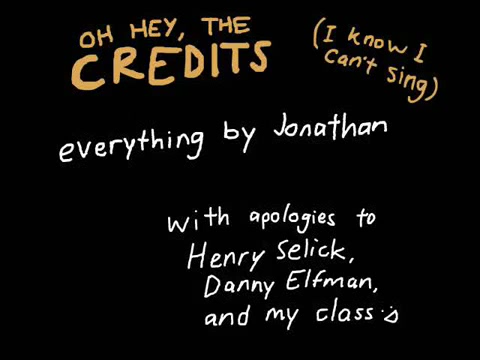 OH HEY, THE
CREDITS
(I know I
can't sing)
everything by Jonathan
with apologies to
Henry Selick,
Danny Elfman,
and my class